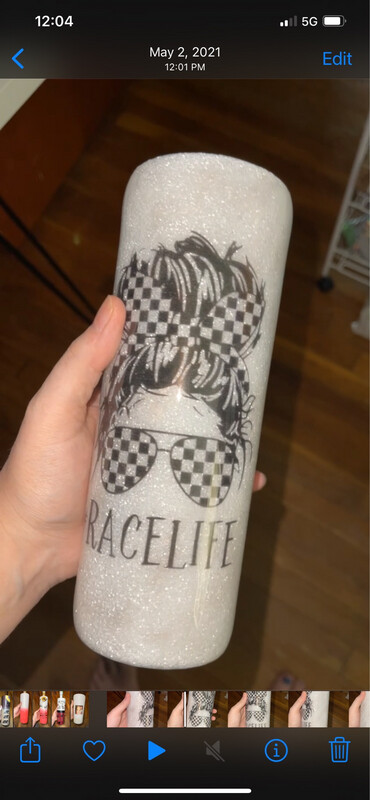 12:04
5G
May 2, 2021
12:01 PM
Edit
RACELIFE